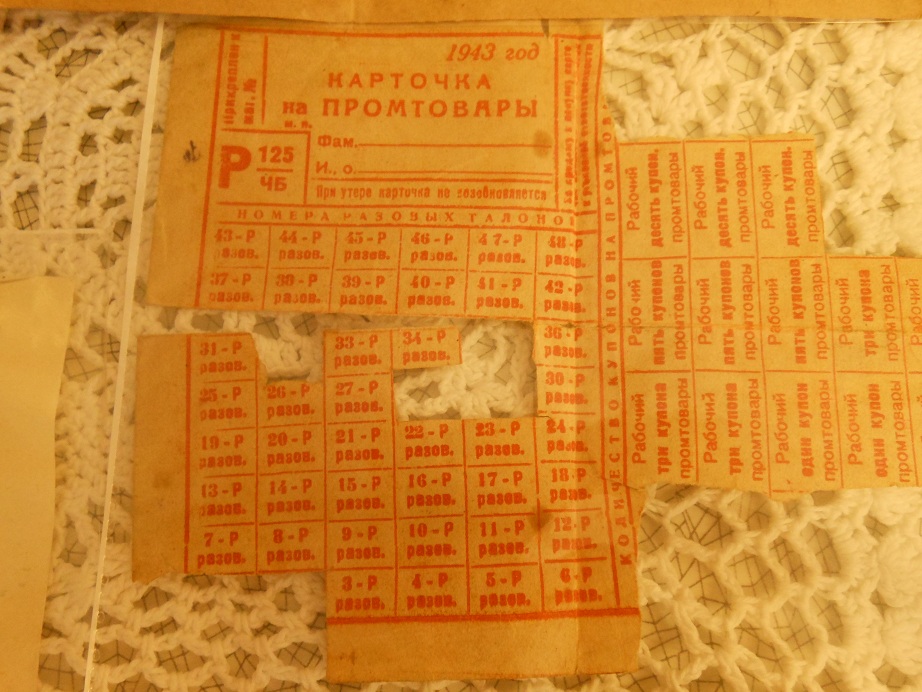 1943 год
КАРТОЧКА
на ПРОМТОВАРЫ
м. п.
Р 125
ЧБ
Фам.
И., о.
При утере карточка не возобновляется
НОМЕРА РАЗОВЫХ ТАЛОНОВ
43-Р 44-Р 45-Р 46-Р 47-Р 48-Р
разов. разов. разов. разов. разов. разов.
37-Р 38-Р 39-Р 40-Р 41-Р 42-Р
разов. разов. разов. разов. разов. разов.
31-Р 33-Р 34-Р 36-Р
разов. разов. разов. разов.
25-Р 26-Р 27-Р 30-Р
разов. разов. разов. разов.
19-Р 20-Р 21-Р 22-Р 23-Р 24-Р
разов. разов. разов. разов. разов. разов.
13-Р 14-Р 15-Р 16-Р 17-Р 18-Р
разов. разов. разов. разов. разов. разов.
7-Р 8-Р 9-Р 10-Р 11-Р 12-Р
разов. разов. разов. разов. разов. разов.
3-Р 4-Р 5-Р 6-Р
разов. разов. разов. разов.
КОЛИЧЕСТВО КУПОНОВ НА ПРОМТОВ.
Рабочий
десять купон.
промтовары
Рабочий
десять купон.
промтовары
Рабочий
десять купон.
промтовары
Рабочий
пять купонов
промтовары
Рабочий
пять купонов
промтовары
Рабочий
пять купонов
промтовары
Рабочий
три купона
промтовары
Рабочий
три купона
промтовары
Рабочий
три купона
промтовары
Рабочий
один купон
промтовары
Рабочий
один купон
промтовары